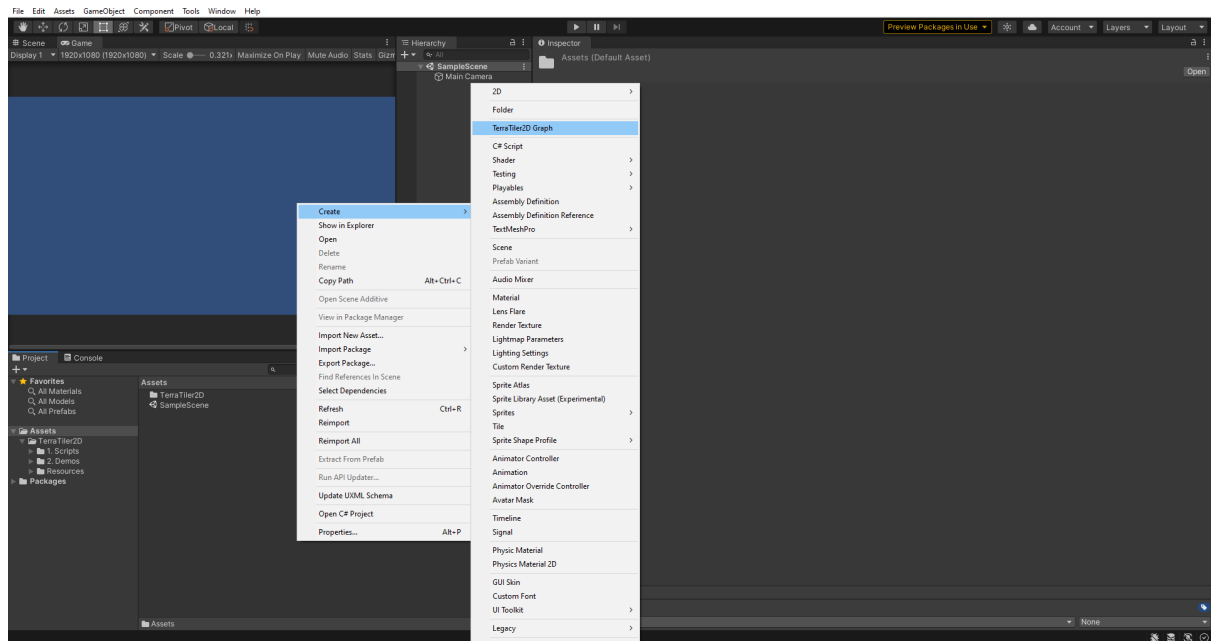 File Edit Assets GameObject Component Tools Window Help
Pivot Local Preview Packages in Use Account Layers Layout
Scene Game
Display 1 1920x1080 (1920x1080) Scale 0.321x Maximize On Play Mute Audio Stats Gizm
Hierarchy
All
SampleScene
Main Camera
Inspector
Assets (Default Asset)
Open
Create
Show in Explorer
Open
Delete
Rename
Copy Path Alt+Ctrl+C
Open Scene Additive
View in Package Manager
Import New Asset...
Import Package
Export Package...
Find References In Scene
Select Dependencies
Refresh Ctrl+R
Reimport
Reimport All
Extract From Prefab
Run API Updater...
Update UXML Schema
Open C# Project
Properties... Alt+P
2D
Folder
TerraTiler2D Graph
C# Script
Shader
Testing
Playables
Assembly Definition
Assembly Definition Reference
TextMeshPro
Scene
Prefab Variant
Audio Mixer
Material
Lens Flare
Render Texture
Lightmap Parameters
Lighting Settings
Custom Render Texture
Sprite Atlas
Sprite Library Asset (Experimental)
Sprites
Tile
Sprite Shape Profile
Animator Controller
Animation
Animator Override Controller
Avatar Mask
Timeline
Signal
Physic Material
Physics Material 2D
GUI Skin
Custom Font
UI Toolkit
Legacy
Project Console
Favorites
All Materials
All Models
All Prefabs
Assets
TerraTiler2D
1. Scripts
2. Demos
Resources
Packages
Assets
TerraTiler2D
SampleScene
Assets
None